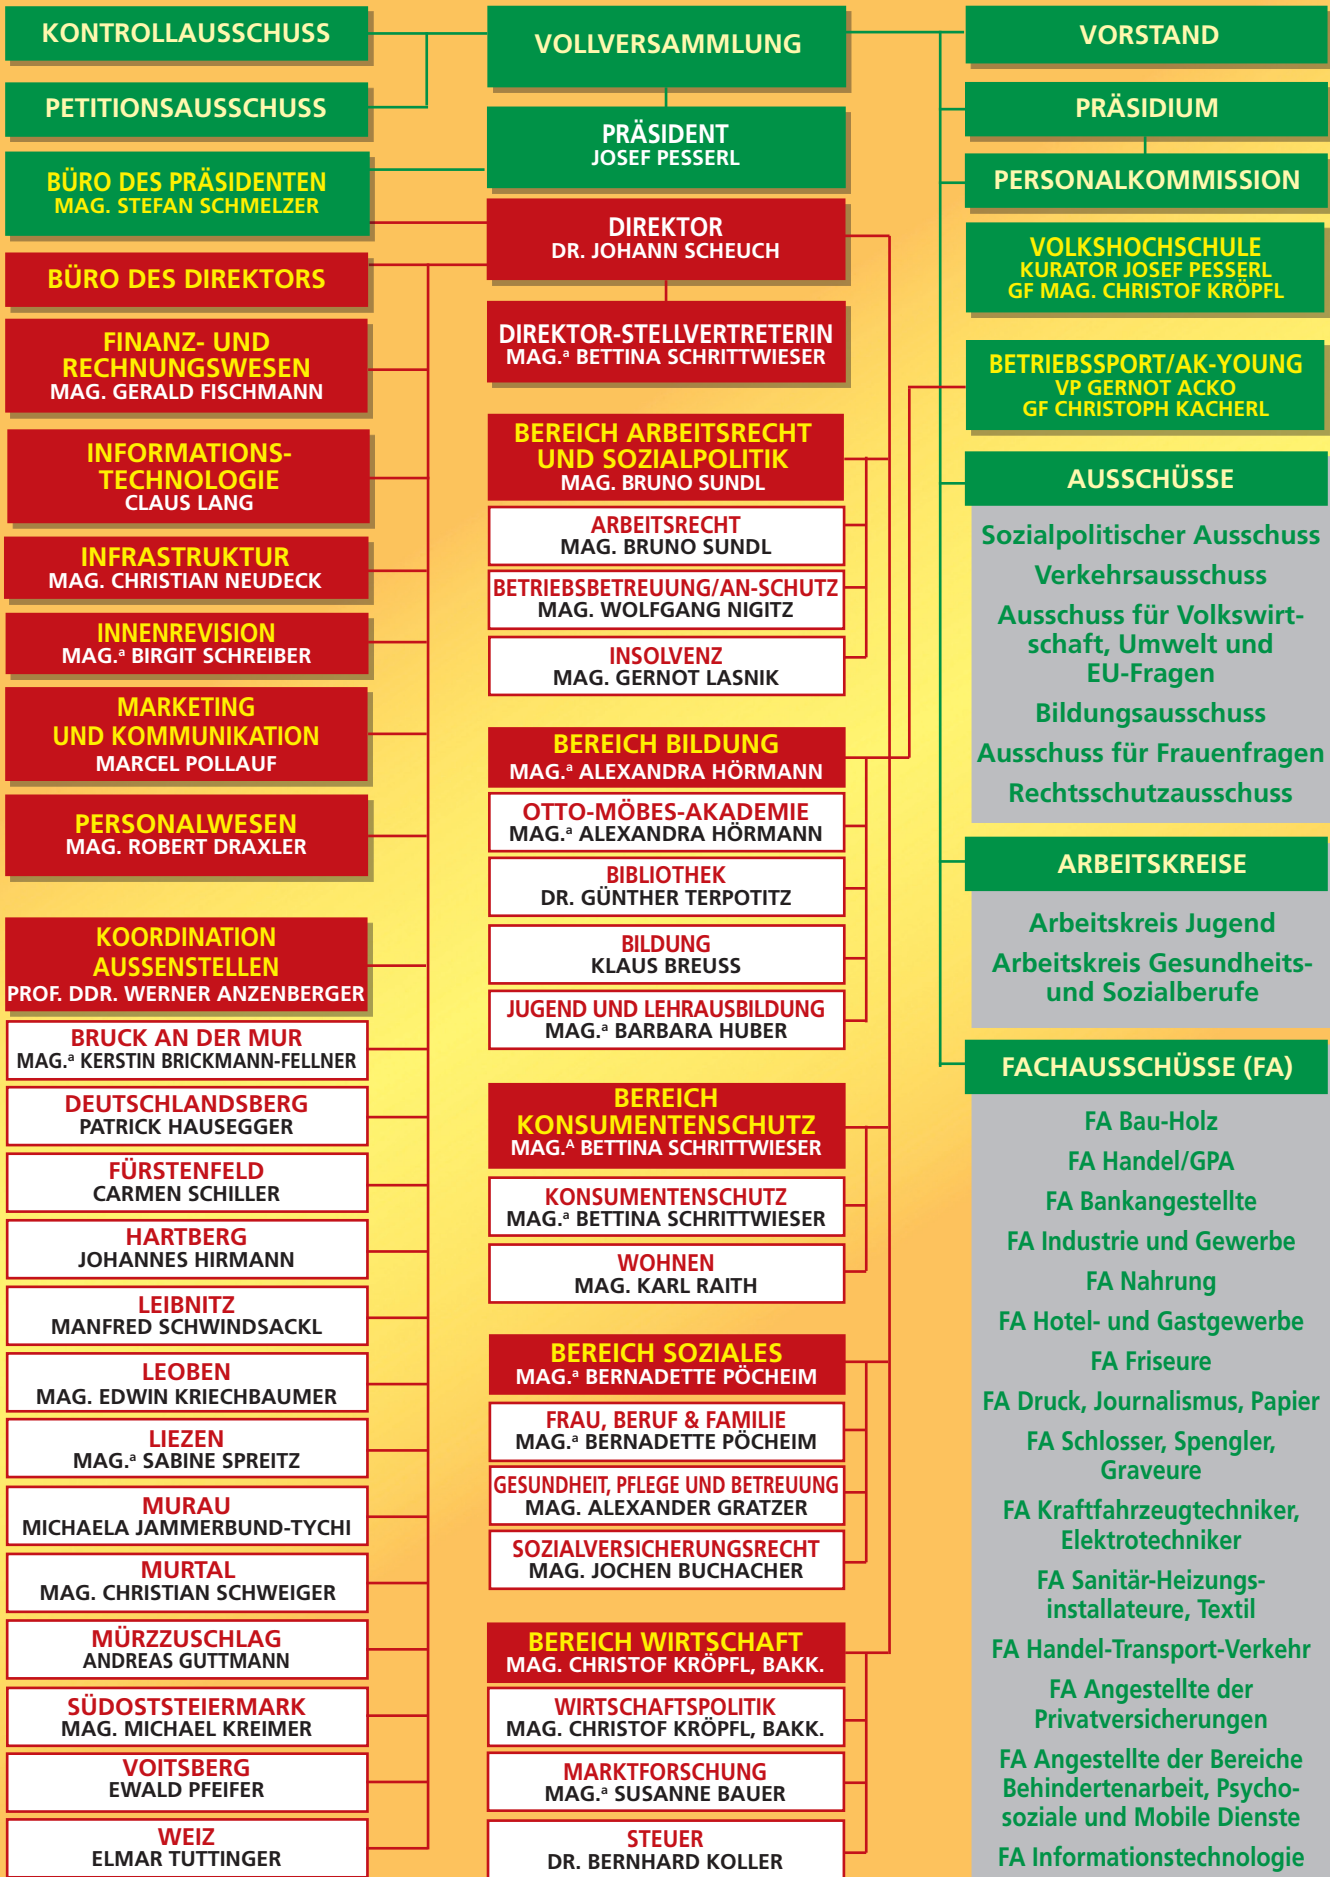 KONTROLLAUSSCHUSS
PETITIONSAUSSCHUSS
BÜRO DES PRÄSIDENTEN
MAG. STEFAN SCHMELZER
BÜRO DES DIREKTORS
FINANZ- UND
RECHNUNGSWESEN
MAG. GERALD FISCHMANN
INFORMATIONS-
TECHNOLOGIE
CLAUS LANG
INFRASTRUKTUR
MAG. CHRISTIAN NEUDECK
INNENREVISION
MAG.ᵃ BIRGIT SCHREIBER
MARKETING
UND KOMMUNIKATION
MARCEL POLLAUF
PERSONALWESEN
MAG. ROBERT DRAXLER
KOORDINATION
AUSSENSTELLEN
PROF. DDR. WERNER ANZENBERGER
BRUCK AN DER MUR
MAG.ᵃ KERSTIN BRICKMANN-FELLNER
DEUTSCHLANDSBERG
PATRICK HAUSEGGER
FÜRSTENFELD
CARMEN SCHILLER
HARTBERG
JOHANNES HIRMANN
LEIBNITZ
MANFRED SCHWINDSACKL
LEOBEN
MAG. EDWIN KRIECHBAUMER
LIEZEN
MAG.ᵃ SABINE SPREITZ
MURAU
MICHAELA JAMMERBUND-TYCHI
MURTAL
MAG. CHRISTIAN SCHWEIGER
MÜRZZUSCHLAG
ANDREAS GUTTMANN
SÜDOSTSTEIERMARK
MAG. MICHAEL KREIMER
VOITSBERG
EWALD PFEIFER
WEIZ
ELMAR TUTTINGER
VOLLVERSAMMLUNG
PRÄSIDENT
JOSEF PESSERL
DIREKTOR
DR. JOHANN SCHEUCH
DIREKTOR-STELLVERTRETERIN
MAG.ᵃ BETTINA SCHRITTWIESER
BEREICH ARBEITSRECHT
UND SOZIALPOLITIK
MAG. BRUNO SUNDL
ARBEITSRECHT
MAG. BRUNO SUNDL
BETRIEBSBETREUUNG/AN-SCHUTZ
MAG. WOLFGANG NIGITZ
INSOLVENZ
MAG. GERNOT LASNIK
BEREICH BILDUNG
MAG.ᵃ ALEXANDRA HÖRMANN
OTTO-MÖBES-AKADEMIE
MAG.ᵃ ALEXANDRA HÖRMANN
BIBLIOTHEK
DR. GÜNTHER TERPOTITZ
BILDUNG
KLAUS BREUSS
JUGEND UND LEHRAUSBILDUNG
MAG.ᵃ BARBARA HUBER
BEREICH
KONSUMENTENSCHUTZ
MAG.ᴬ BETTINA SCHRITTWIESER
KONSUMENTENSCHUTZ
MAG.ᵃ BETTINA SCHRITTWIESER
WOHNEN
MAG. KARL RAITH
BEREICH SOZIALES
MAG.ᵃ BERNADETTE PÖCHEIM
FRAU, BERUF & FAMILIE
MAG.ᵃ BERNADETTE PÖCHEIM
GESUNDHEIT, PFLEGE UND BETREUUNG
MAG. ALEXANDER GRATZER
SOZIALVERSICHERUNGSRECHT
MAG. JOCHEN BUCHACHER
BEREICH WIRTSCHAFT
MAG. CHRISTOF KRÖPFL, BAKK.
WIRTSCHAFTSPOLITIK
MAG. CHRISTOF KRÖPFL, BAKK.
MARKTFORSCHUNG
MAG.ᵃ SUSANNE BAUER
STEUER
DR. BERNHARD KOLLER
VORSTAND
PRÄSIDIUM
PERSONALKOMMISSION
VOLKSHOCHSCHULE
KURATOR JOSEF PESSERL
GF MAG. CHRISTOF KRÖPFL
BETRIEBSSPORT/AK-YOUNG
VP GERNOT ACKO
GF CHRISTOPH KACHERL
AUSSCHÜSSE
Sozialpolitischer Ausschuss
Verkehrsausschuss
Ausschuss für Volkswirt-
schaft, Umwelt und
EU-Fragen
Bildungsausschuss
Ausschuss für Frauenfragen
Rechtsschutzausschuss
ARBEITSKREISE
Arbeitskreis Jugend
Arbeitskreis Gesundheits-
und Sozialberufe
FACHAUSSCHÜSSE (FA)
FA Bau-Holz
FA Handel/GPA
FA Bankangestellte
FA Industrie und Gewerbe
FA Nahrung
FA Hotel- und Gastgewerbe
FA Friseure
FA Druck, Journalismus, Papier
FA Schlosser, Spengler,
Graveure
FA Kraftfahrzeugtechniker,
Elektrotechniker
FA Sanitär-Heizungs-
installateure, Textil
FA Handel-Transport-Verkehr
FA Angestellte der
Privatversicherungen
FA Angestellte der Bereiche
Behindertenarbeit, Psycho-
soziale und Mobile Dienste
FA Informationstechnologie